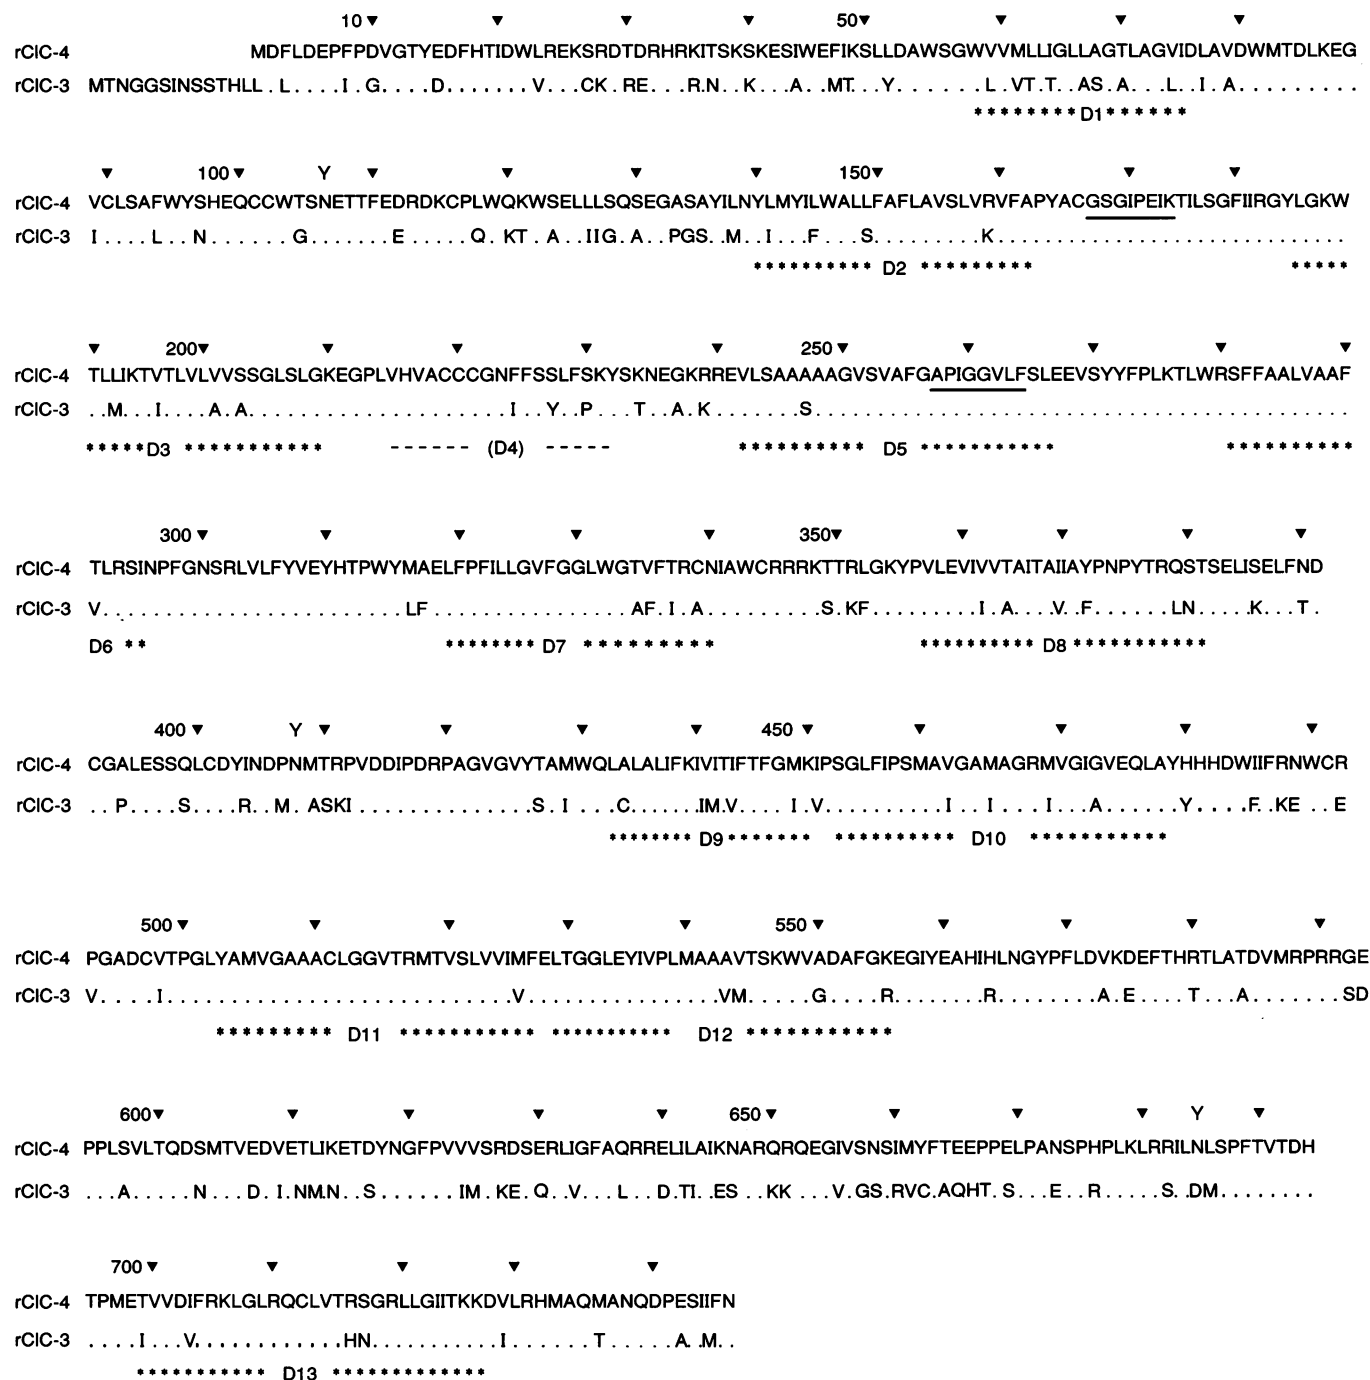 10▼ ▼ ▼ ▼ 50▼ ▼ ▼ ▼
rClC-4 MDFLDEPFPDVGTYEDFHTIDWLREKSRDTDRHRKITSKSKESIWEFIKSLLDAWSGWVVMLLIGLLAGTLAGVIDLAVDWMTDLKEG
rClC-3 MTNGGSINSSTHLL.L....I.G....D.......V...CK.RE...R.N..K...A..MT...Y.......L.VT.T..AS.A...L..I.A..........
******** D1 ******
▼ 100▼ Y ▼ ▼ ▼ ▼ 150▼ ▼ ▼ ▼
rClC-4 VCLSAFWYSHEQCCWTSNETTFEDRDKCPLWQKWSELLLSQSEGASAYILNYLMYILWALLFAFLAVSLVRVFAPYACGSGIPEIKTILSGFIIRGYLGKW
rClC-3 I....L..N.......G.......E.....Q.KT.A..IIG.A..PGS..M..I...F...S.........K.............................
********** D2 ********* *****
▼ 200▼ ▼ ▼ ▼ ▼ 250▼ ▼ ▼ ▼ ▼
rClC-4 TLLIKTVTLVLVVSSGLSLGKEGPLVHVACCCGNFFSSLFSKYSKNEGKRREVLSAAAAAGVSVAFGAPIGGVLFSLEEVSYYFPLKTLWRSFFAALVAAF
rClC-3 ..M...I....A.A......................I..Y..P...T..A.K.......S...........................................
***** D3 *********** ------ (D4) ----- ********** D5 *********** **********
300▼ ▼ ▼ ▼ ▼ 350▼ ▼ ▼ ▼ ▼
rClC-4 TLRSINPFGNSRLVLFYVEYHTPWYMAELFPFILLGVFGGLWGTVFTRCNIAWCRRRKTTRLGKYPVLEVIVVTAITAIIAYPNPYTRQSTSELISELFND
rClC-3 V........................LF................AF.I.A.........S.KF.........I.A...V.F......LN.....K...T.
D6 ** ******* D7 ********* ********* D8 ***********
400▼ Y ▼ ▼ ▼ ▼ 450▼ ▼ ▼ ▼ ▼
rClC-4 CGALESSQLCDYINDPNMTRPVDDIPDRPAGVGVYTAMWQLALALIFKIVITIFTFGMKIPSGLFIPSMAVGAMAGRMVGIGVEQLAYHHHDWIIFRNWCR
rClC-3 ..P....S....R..M.ASKI..............S.I....C......IM.V....I.V..........I..I....I...A.......Y.....F..KE...E
******** D9 ******* ********** D10 ***********
500▼ ▼ ▼ ▼ ▼ 550▼ ▼ ▼ ▼ ▼
rClC-4 PGADCVTPGLYAMVGAAACLGGVTRMTVSLVVIMFELTGGLEYIVPLMAAAVTSKWVADAFGKEGIYEAHIHLNGYPFLDVKDEFTHRTLATDVMRPRRGE
rClC-3 V....I...........................V................VM.....G....R.......R........A.E....T...A.......SD
********* D11 *********** ********** D12 ***********
600▼ ▼ ▼ ▼ ▼ 650▼ ▼ ▼ ▼ Y ▼
rClC-4 PPLSVLTQDSMTVEDVETLIKETDYNGFPVVVSRDSERLIGFAQRRELILAIKNARQRQEGIVSNSIMYFTEEPPELPANSPHPLKLRRILNLSPFTVTDH
rClC-3 ...A.....N...D.I.NM.N..S......IM.KE.Q..V...L..D.TI..ES...KK....V.GS.RVC.AQHT.S...E..R.....S..DM........
700▼ ▼ ▼ ▼ ▼
rClC-4 TPMETVVDIFRKLGLRQCLVTRSGRLLGIITKKDVLRHMAQMANQDPESIIFN
rClC-3 ....I...V............HN..........I.......T......A.M..
*********** D13 *************